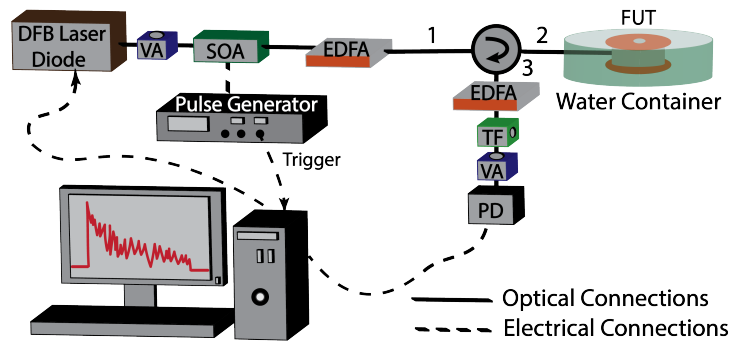 DFB Laser
Diode
VA
SOA
EDFA
1
2
3
FUT
Water Container
EDFA
TF
VA
PD
Pulse Generator
Trigger
Optical Connections
Electrical Connections